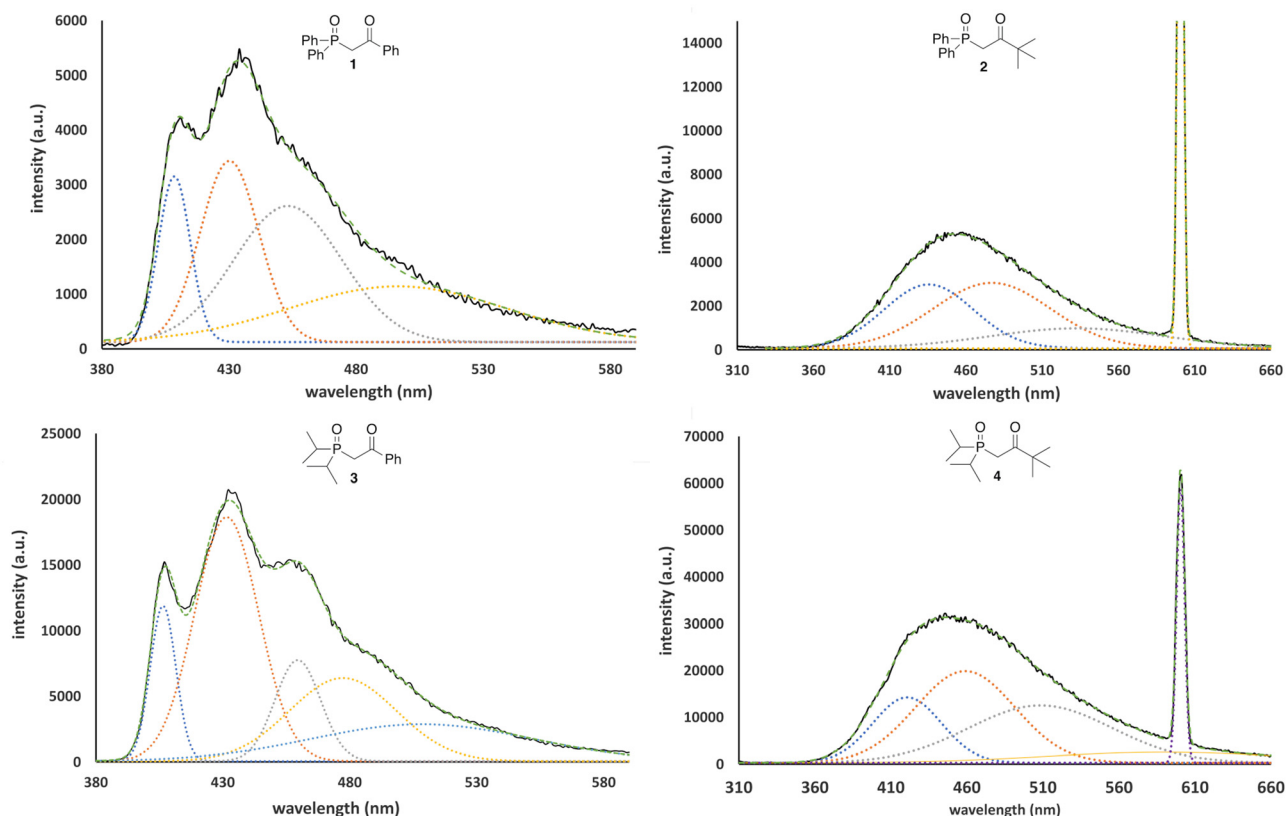 6000
5000
4000
3000
2000
1000
0
380
430
480
530
580
intensity (a.u.)
wavelength (nm)
O
O
Ph
P
Ph
Ph
1
14000
12000
10000
8000
6000
4000
2000
0
310
360
410
460
510
560
610
660
intensity (a.u.)
wavelength (nm)
O
O
Ph
P
Ph
2
25000
20000
15000
10000
5000
0
380
430
480
530
580
intensity (a.u.)
wavelength (nm)
O
O
P
Ph
3
70000
60000
50000
40000
30000
20000
10000
0
310
360
410
460
510
560
610
660
intensity (a.u.)
wavelength (nm)
O
O
P
4